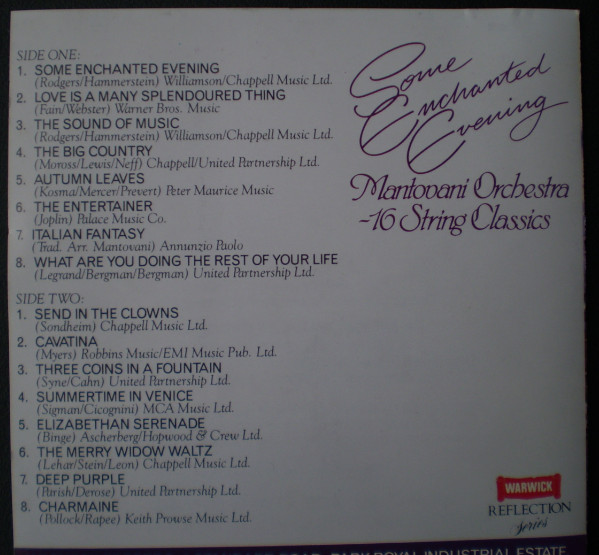 SIDE ONE:
1. SOME ENCHANTED EVENING
(Rodgers/Hammerstein) Williamson/Chappell Music Ltd.
2. LOVE IS A MANY SPLENDOURED THING
(Fain/Webster) Warner Bros. Music
3. THE SOUND OF MUSIC
(Rodgers/Hammerstein) Williamson/Chappell Music Ltd.
4. THE BIG COUNTRY
(Moross/Lewis/Neff) Chappell/United Partnership Ltd.
5. AUTUMN LEAVES
(Kosma/Mercer/Prevert) Peter Maurice Music
6. THE ENTERTAINER
(Joplin) Palace Music Co.
7. ITALIAN FANTASY
(Trad. Arr. Mantovani) Annunzio Paolo
8. WHAT ARE YOU DOING THE REST OF YOUR LIFE
(Legrand/Bergman/Bergman) United Partnership Ltd.
SIDE TWO:
1. SEND IN THE CLOWNS
(Sondheim) Chappell Music Ltd.
2. CAVATINA
(Myers) Robbins Music/EMI Music Pub. Ltd.
3. THREE COINS IN A FOUNTAIN
(Syne/Cahn) United Partnership Ltd.
4. SUMMERTIME IN VENICE
(Sigman/Cicognini) MCA Music Ltd.
5. ELIZABETHAN SERENADE
(Binge) Ascherberg/Hopwood & Crew Ltd.
6. THE MERRY WIDOW WALTZ
(Lehar/Stein/Leon) Chappell Music Ltd.
7. DEEP PURPLE
(Parish/Derose) United Partnership Ltd.
8. CHARMAINE
(Pollock/Rapee) Keith Prowse Music Ltd.
Some
Enchanted
Evening
Mantovani Orchestra
~16 String Classics
WARWICK
REFLECTION
Series
PARK ROYAL INDUSTRIAL ESTATE